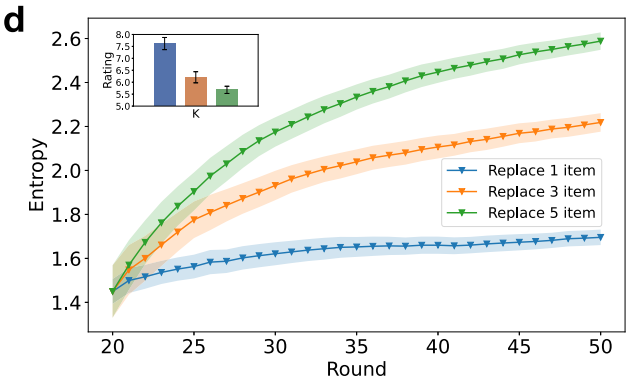 d
8.0
7.5
7.0
6.5
6.0
5.5
5.0
Rating
K
2.6
2.4
2.2
2.0
1.8
1.6
1.4
Entropy
Replace 1 item
Replace 3 item
Replace 5 item
20 25 30 35 40 45 50
Round